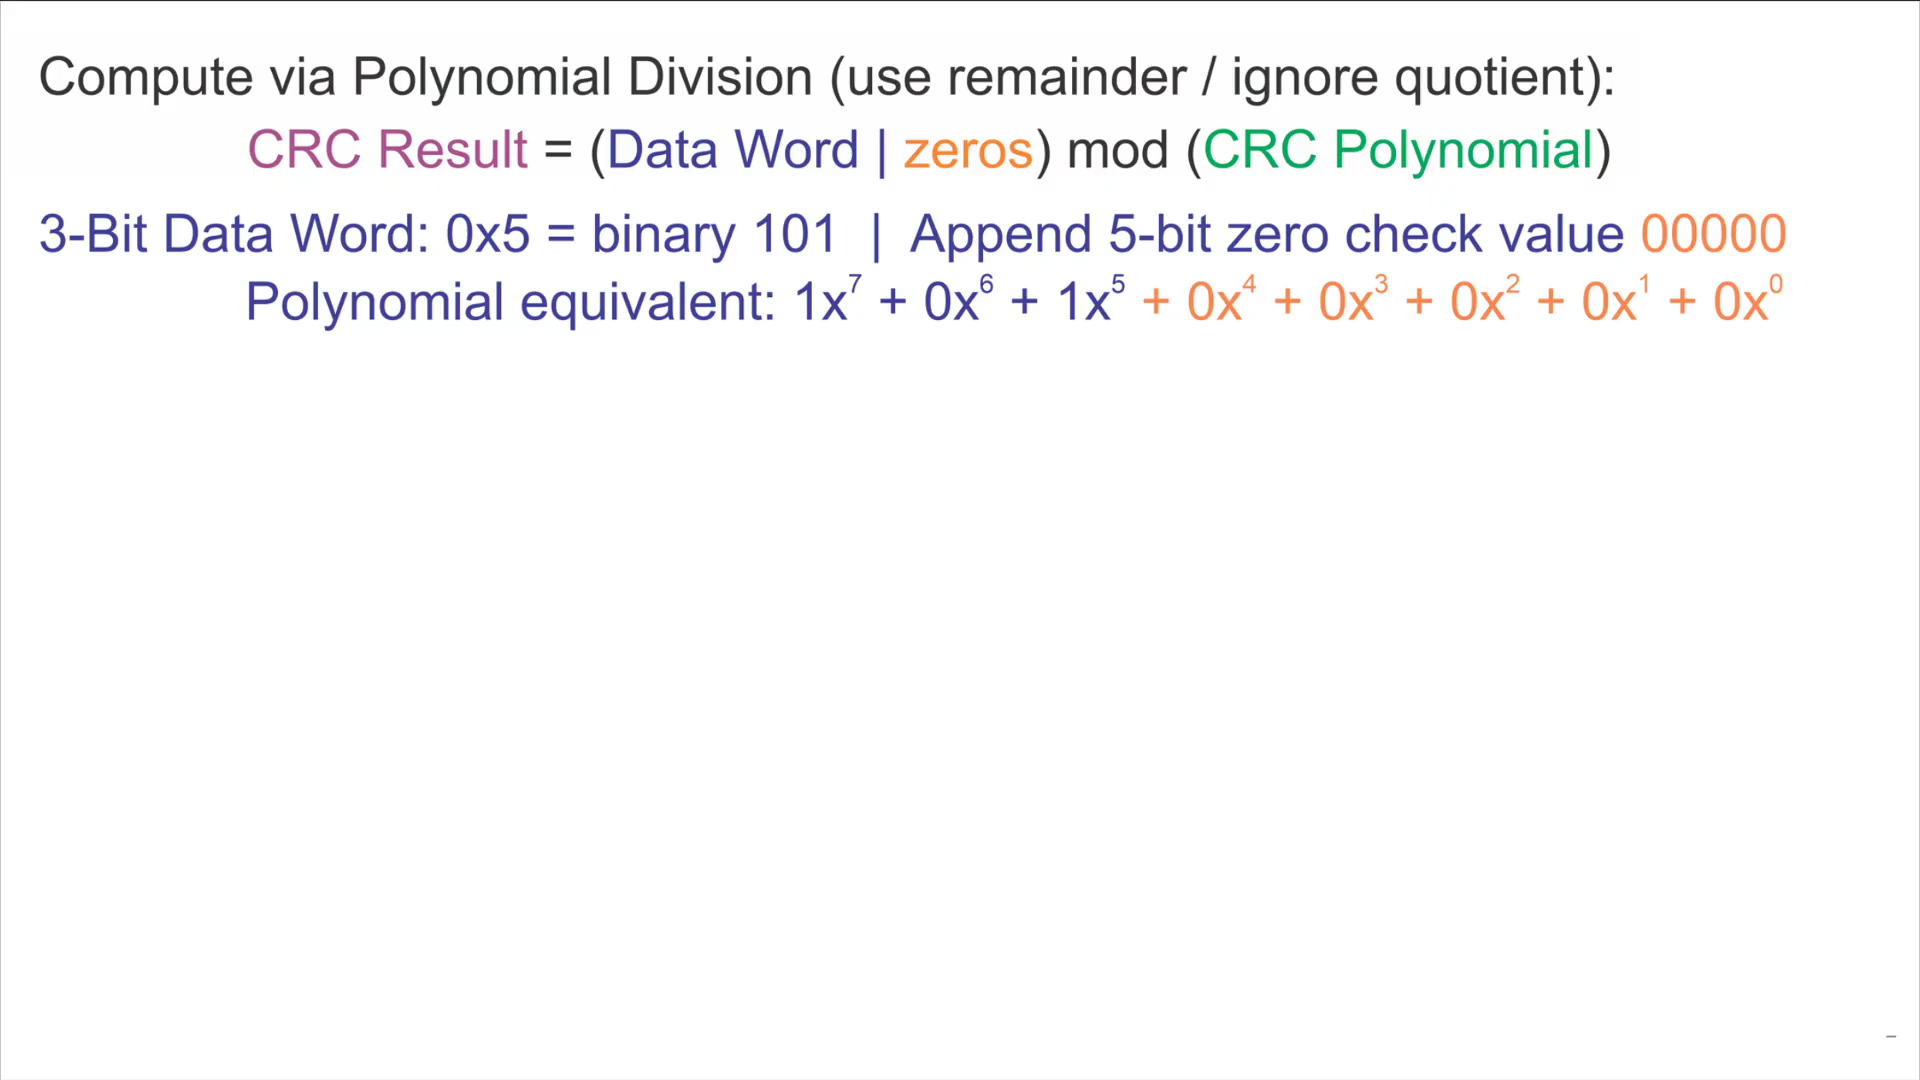 Compute via Polynomial Division (use remainder / ignore quotient):
CRC Result = (Data Word | zeros) mod (CRC Polynomial)
3-Bit Data Word: 0x5 = binary 101 | Append 5-bit zero check value 00000
Polynomial equivalent: 1x⁷ + 0x⁶ + 1x⁵ + 0x⁴ + 0x³ + 0x² + 0x¹ + 0x⁰